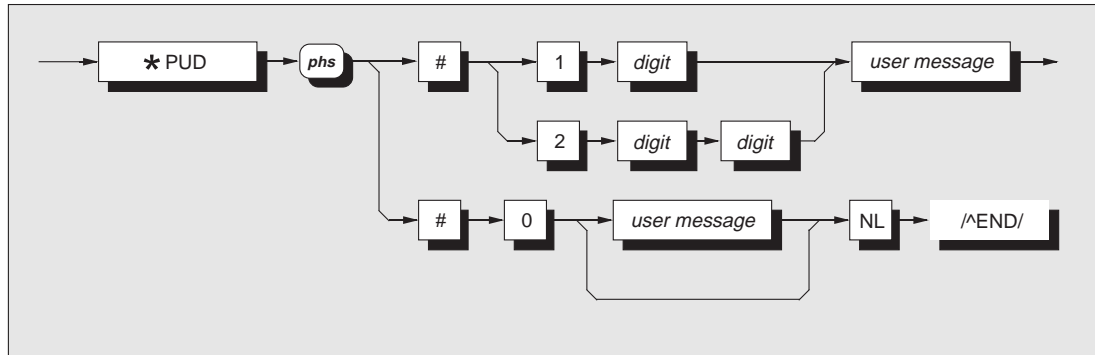 * PUD phs # 1 digit user message
2 digit digit
# 0 user message NL /^END/